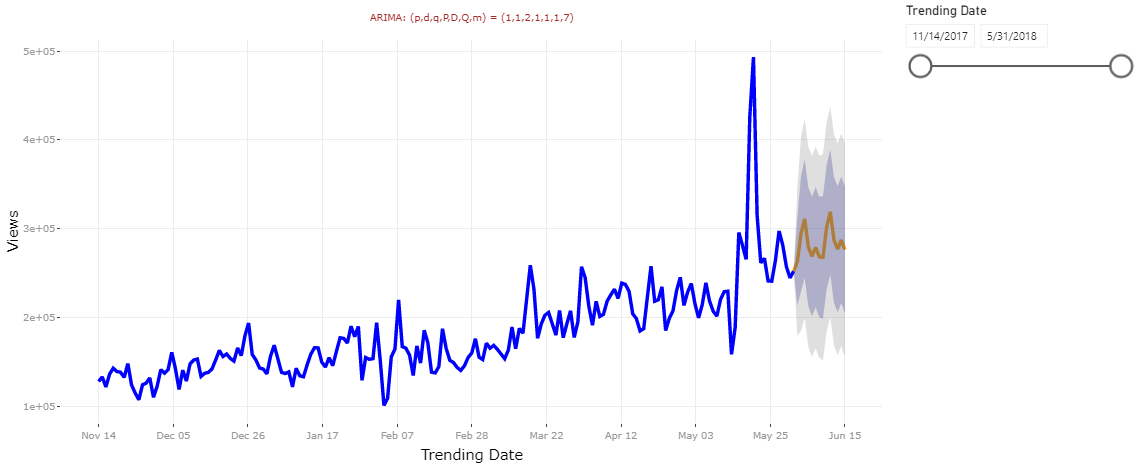 ARIMA: (p,d,q,P,D,Q,m) = (1,1,2,1,1,1,7)
Trending Date
11/14/2017 5/31/2018
5e+05
4e+05
3e+05
2e+05
1e+05
Views
Nov 14 Dec 05 Dec 26 Jan 17 Feb 07 Feb 28 Mar 22 Apr 12 May 03 May 25 Jun 15
Trending Date